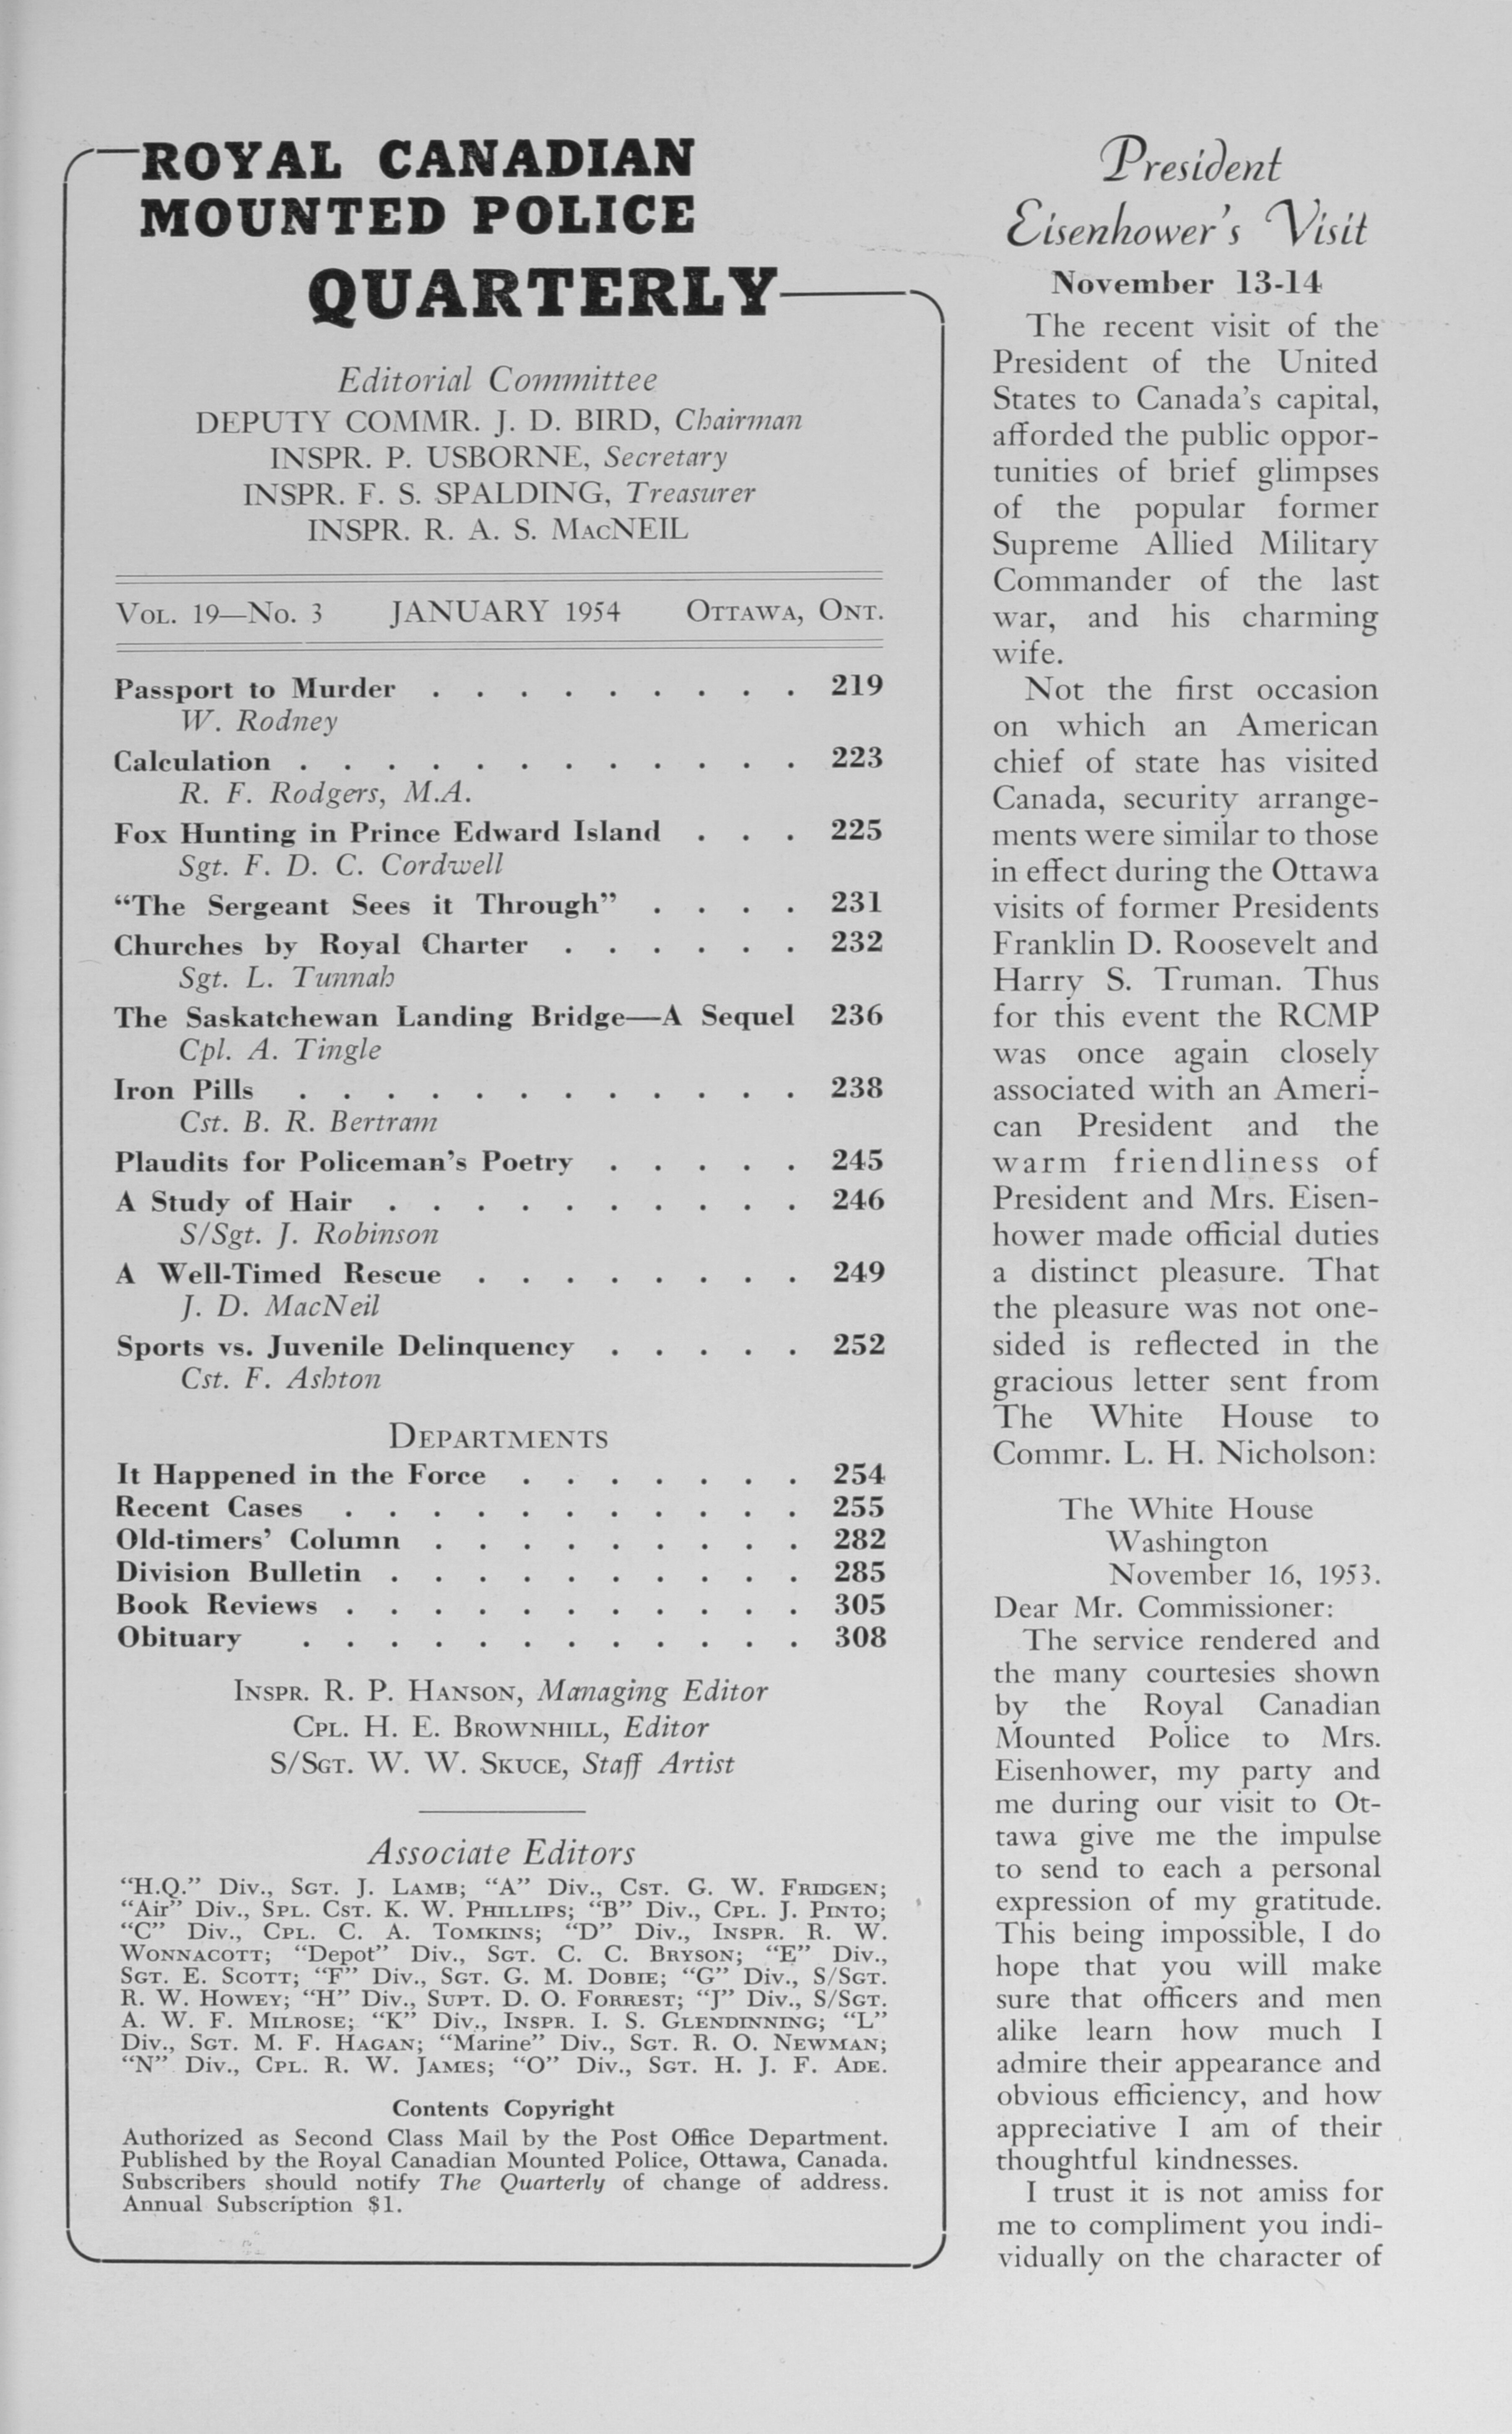 ROYAL CANADIAN
MOUNTED POLICE
QUARTERLY
Editorial Committee
DEPUTY COMMR. J. D. BIRD, Chairman
INSPR. P. USBORNE, Secretary
INSPR. F. S. SPALDING, Treasurer
INSPR. R. A. S. MACNEIL
VOL. 19—NO. 3 JANUARY 1954 OTTAWA, ONT.
Passport to Murder . . . . . . . . . 219
W. Rodney
Calculation . . . . . . . . . . . . 223
R. F. Rodgers, M.A.
Fox Hunting in Prince Edward Island . . . 225
Sgt. F. D. C. Cordwell
“The Sergeant Sees it Through” . . . . 231
Churches by Royal Charter . . . . . . 232
Sgt. L. Tunnah
The Saskatchewan Landing Bridge—A Sequel 236
Cpl. A. Tingle
Iron Pills . . . . . . . . . . . . 238
Cst. B. R. Bertram
Plaudits for Policeman’s Poetry . . . . . 245
A Study of Hair . . . . . . . . . . 246
S/Sgt. J. Robinson
A Well-Timed Rescue . . . . . . . . 249
J. D. MacNeil
Sports vs. Juvenile Delinquency . . . . . 252
Cst. F. Ashton
DEPARTMENTS
It Happened in the Force . . . . . . . 254
Recent Cases . . . . . . . . . . . 255
Old-timers’ Column . . . . . . . . . 282
Division Bulletin . . . . . . . . . . 285
Book Reviews . . . . . . . . . . . 305
Obituary . . . . . . . . . . . . 308
INSPR. R. P. HANSON, Managing Editor
CPL. H. E. BROWNHILL, Editor
S/SGT. W. W. SKUCE, Staff Artist
Associate Editors
“H.Q.” DIV., SGT. J. LAMB; “A” DIV., CST. G. W. FRIDGEN;
“Air” DIV., SPL. CST. K. W. PHILLIPS; “B” DIV., CPL. J. PINTO;
“C” DIV., CPL. C. A. TOMKINS; “D” DIV., INSPR. R. W.
WONNACOTT; “Depot” DIV., SGT. C. C. BRYSON; “E” DIV.,
SGT. E. SCOTT; “F” DIV., SGT. G. M. DOBIE; “G” DIV., S/SGT.
R. W. HOWEY; “H” DIV., SUPT. D. O. FORREST; “J” DIV., S/SGT.
A. W. F. MILROSE; “K” DIV., INSPR. I. S. GLENDINNING; “L”
DIV., SGT. M. F. HAGAN; “Marine” DIV., SGT. R. O. NEWMAN;
“N” DIV., CPL. R. W. JAMES; “O” DIV., SGT. H. J. F. ADE.
Contents Copyright
Authorized as Second Class Mail by the Post Office Department.
Published by the Royal Canadian Mounted Police, Ottawa, Canada.
Subscribers should notify The Quarterly of change of address.
Annual Subscription $1.
President
Eisenhower's Visit
November 13-14
The recent visit of the
President of the United
States to Canada’s capital,
afforded the public oppor-
tunities of brief glimpses
of the popular former
Supreme Allied Military
Commander of the last
war, and his charming
wife.
Not the first occasion
on which an American
chief of state has visited
Canada, security arrange-
ments were similar to those
in effect during the Ottawa
visits of former Presidents
Franklin D. Roosevelt and
Harry S. Truman. Thus
for this event the RCMP
was once again closely
associated with an Ameri-
can President and the
warm friendliness of
President and Mrs. Eisen-
hower made official duties
a distinct pleasure. That
the pleasure was not one-
sided is reflected in the
gracious letter sent from
The White House to
Commr. L. H. Nicholson:
The White House
Washington
November 16, 1953.
Dear Mr. Commissioner:
The service rendered and
the many courtesies shown
by the Royal Canadian
Mounted Police to Mrs.
Eisenhower, my party and
me during our visit to Ot-
tawa give me the impulse
to send to each a personal
expression of my gratitude.
This being impossible, I do
hope that you will make
sure that officers and men
alike learn how much I
admire their appearance and
obvious efficiency, and how
appreciative I am of their
thoughtful kindnesses.
I trust it is not amiss for
me to compliment you indi-
vidually on the character of